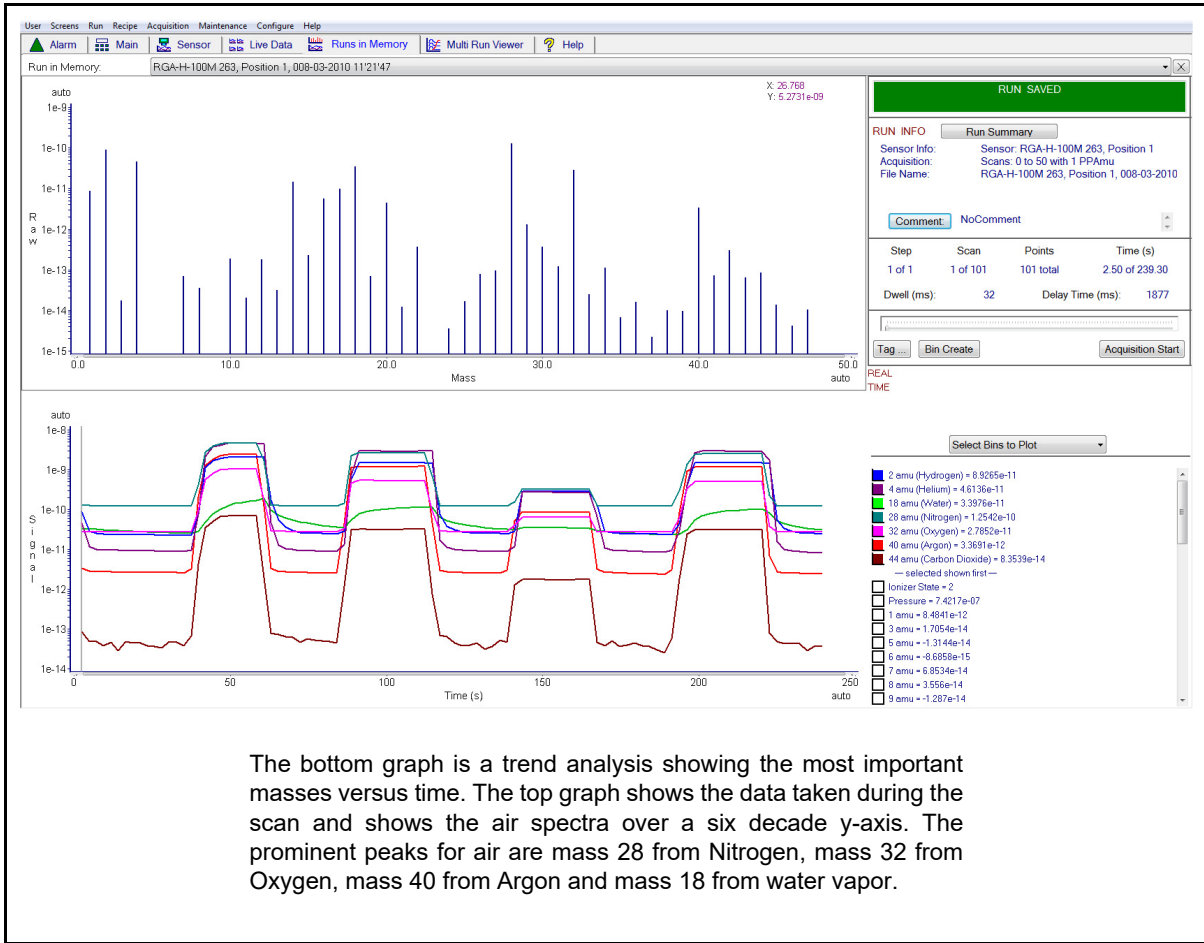 User Screens Run Recipe Acquisition Maintenance Configure Help
Alarm Main Sensor Live Data Runs in Memory Multi Run Viewer Help
Run in Memory: RGA-H-100M 263, Position 1, 008-03-2010 11'21'47
X: 26.768
Y: 5.2731e-09
auto
1e-9
1e-10
1e-11
1e-12
1e-13
1e-14
1e-15
Raw
0.0 10.0 20.0 30.0 40.0 50.0
Mass
auto
RUN SAVED
RUN INFO Run Summary
Sensor Info: Sensor: RGA-H-100M 263, Position 1
Acquisition: Scans: 0 to 50 with 1 PPAmu
File Name: RGA-H-100M 263, Position 1, 008-03-2010
Comment: NoComment
Step Scan Points Time (s)
1 of 1 1 of 101 101 total 2.50 of 239.30
Dwell (ms): 32 Delay Time (ms): 1877
Tag ... Bin Create Acquisition Start
REAL
TIME
auto
1e-8
1e-9
1e-10
1e-11
1e-12
1e-13
1e-14
Signal
0 50 100 150 200 250
Time (s)
auto
Select Bins to Plot
2 amu (Hydrogen) = 8.9265e-11
4 amu (Helium) = 4.6136e-11
18 amu (Water) = 3.3976e-11
28 amu (Nitrogen) = 1.2542e-10
32 amu (Oxygen) = 2.7852e-11
40 amu (Argon) = 3.3691e-12
44 amu (Carbon Dioxide) = 8.3539e-14
— selected shown first —
Ionizer State = 2
Pressure = 7.4217e-07
1 amu = 8.4841e-12
3 amu = 1.7054e-14
5 amu = -1.3144e-14
6 amu = -8.6858e-15
7 amu = 6.8534e-14
8 amu = 3.556e-14
9 amu = -1.287e-14
The bottom graph is a trend analysis showing the most important
masses versus time. The top graph shows the data taken during the
scan and shows the air spectra over a six decade y-axis. The
prominent peaks for air are mass 28 from Nitrogen, mass 32 from
Oxygen, mass 40 from Argon and mass 18 from water vapor.